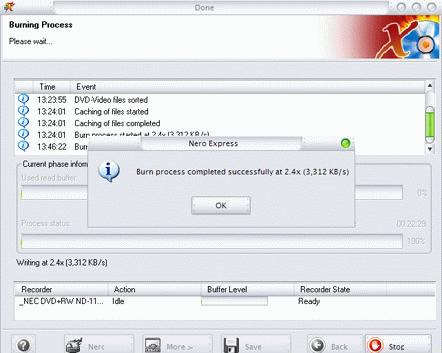 Done
Burning Process
Please wait...
Time Event
13:23:55 DVD-Video files sorted
13:24:01 Caching of files started
13:24:01 Caching of files completed
13:24:01 Burn process started at 2.4x (3,312 KB/s)
13:46:22
Nero Express
Burn process completed successfully at 2.4x (3,312 KB/s)
OK
Current phase
Used read buffer:
0%
Process status:
00:22:29
100%
Writing at 2.4x (3,312 KB/s)
Recorder Action Buffer Level Recorder State
_NEC DVD+RW ND-11... Idle Ready
Nero
More >
Save
Back
Stop